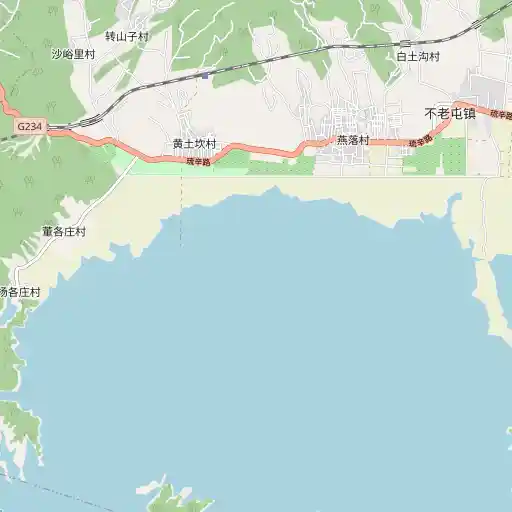 转山子村
沙峪里村
白土沟村
不老屯镇
G234
琉辛路
黄土坎村
燕落村
琉辛路
琉辛路
董各庄村
杨各庄村